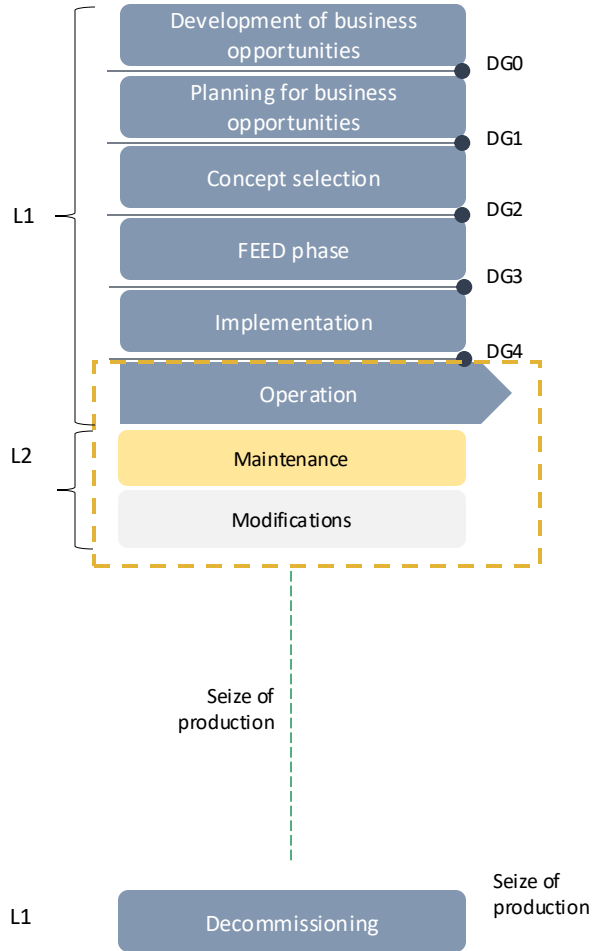 Development of business
opportunities
DG0
Planning for business
opportunities
DG1
Concept selection
L1
DG2
FEED phase
DG3
Implementation
DG4
Operation
L2
Maintenance
Modifications
Seize of
production
Seize of
production
L1
Decommissioning